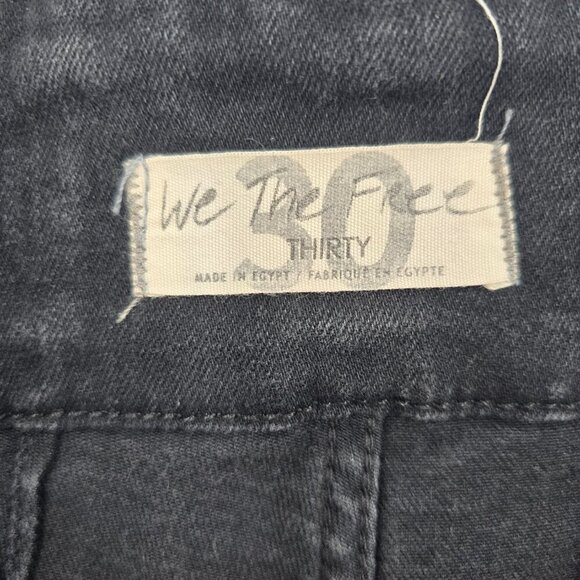 We The Free
30
THIRTY
MADE IN EGYPT / FABRIQUE EN EGYPTE